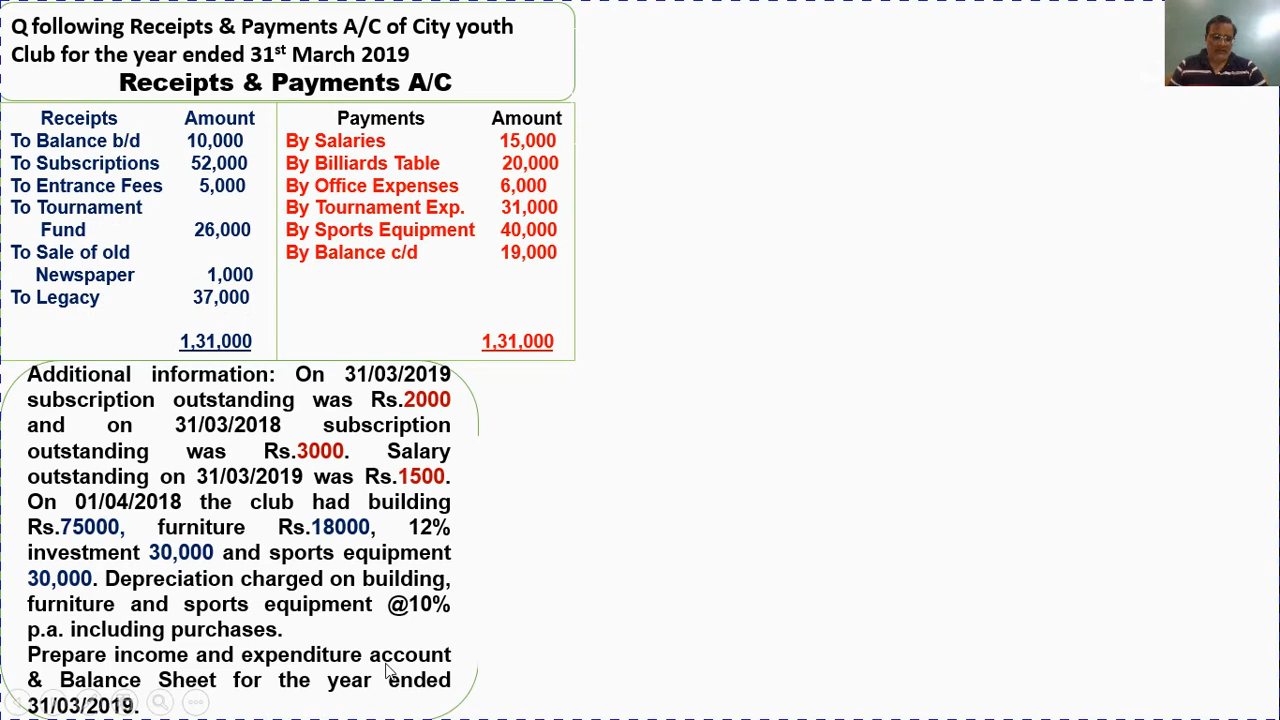 Q following Receipts & Payments A/C of City youth
Club for the year ended 31st March 2019
Receipts & Payments A/C
Receipts Amount Payments Amount
To Balance b/d 10,000 By Salaries 15,000
To Subscriptions 52,000 By Billiards Table 20,000
To Entrance Fees 5,000 By Office Expenses 6,000
To Tournament By Tournament Exp. 31,000
Fund 26,000 By Sports Equipment 40,000
To Sale of old By Balance c/d 19,000
Newspaper 1,000
To Legacy 37,000
1,31,000 1,31,000
Additional information: On 31/03/2019
subscription outstanding was Rs.2000
and on 31/03/2018 subscription
outstanding was Rs.3000. Salary
outstanding on 31/03/2019 was Rs.1500.
On 01/04/2018 the club had building
Rs.75000, furniture Rs.18000, 12%
investment 30,000 and sports equipment
30,000. Depreciation charged on building,
furniture and sports equipment @10%
p.a. including purchases.
Prepare income and expenditure account
& Balance Sheet for the year ended
31/03/2019.